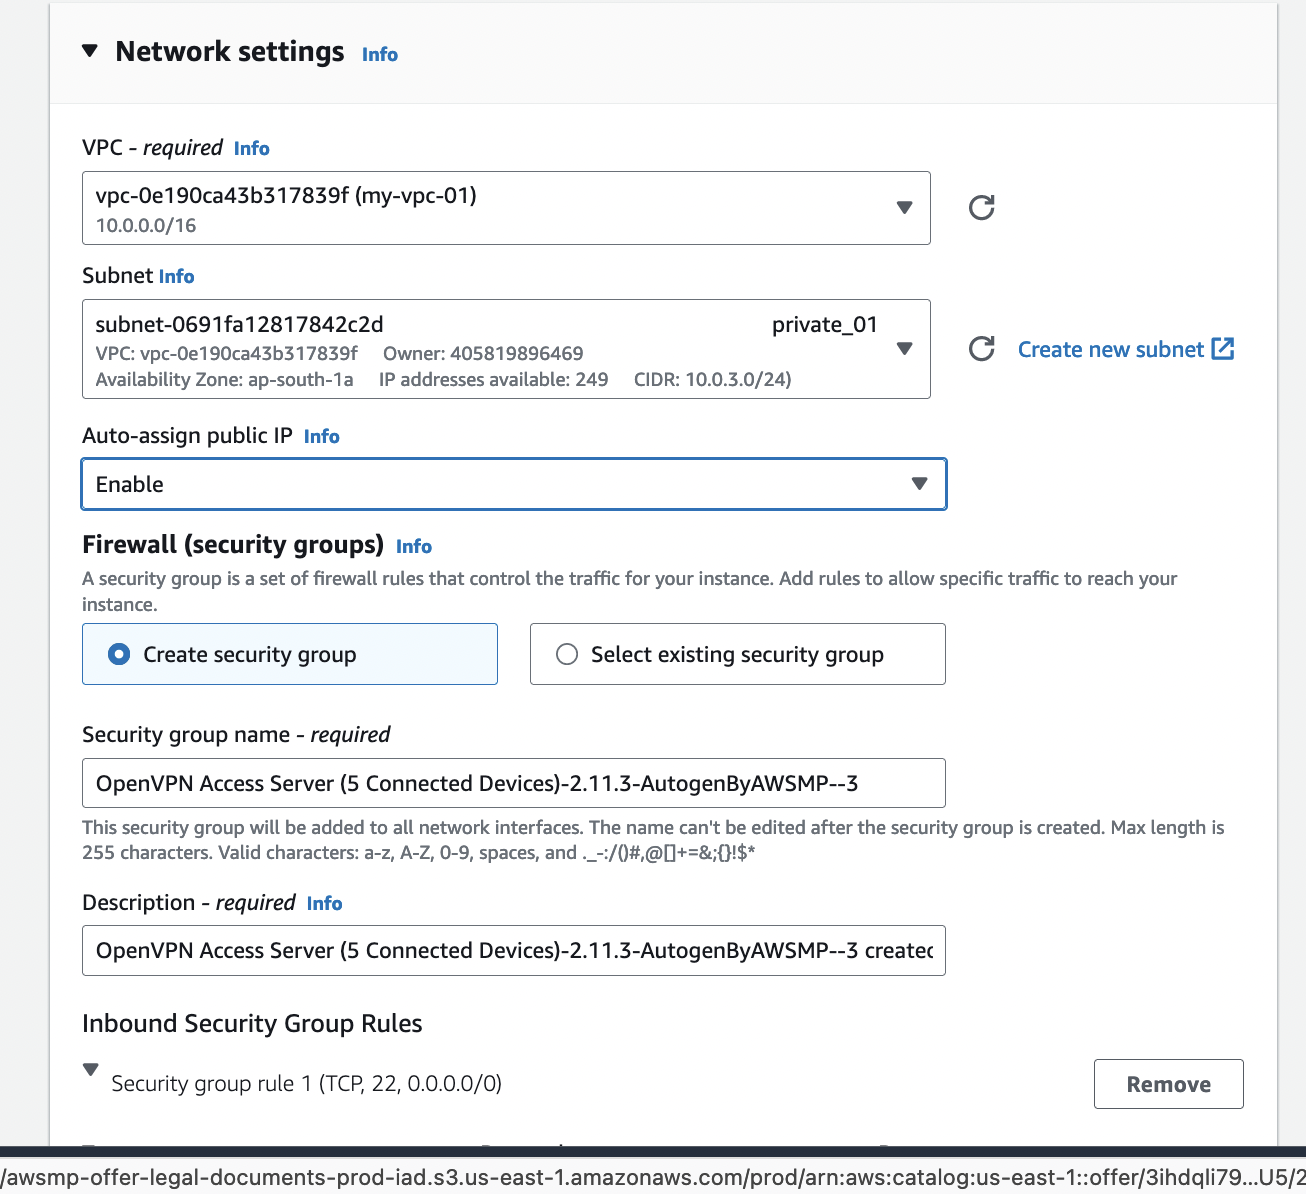 Network settings Info
VPC - required Info
vpc-0e190ca43b317839f (my-vpc-01)
10.0.0.0/16
Subnet Info
subnet-0691fa12817842c2d private_01
VPC: vpc-0e190ca43b317839f Owner: 405819896469
Availability Zone: ap-south-1a IP addresses available: 249 CIDR: 10.0.3.0/24)
Create new subnet
Auto-assign public IP Info
Enable
Firewall (security groups) Info
A security group is a set of firewall rules that control the traffic for your instance. Add rules to allow specific traffic to reach your
instance.
Create security group
Select existing security group
Security group name - required
OpenVPN Access Server (5 Connected Devices)-2.11.3-AutogenByAWSMP--3
This security group will be added to all network interfaces. The name can't be edited after the security group is created. Max length is
255 characters. Valid characters: a-z, A-Z, 0-9, spaces, and ._-:/()#,@[]+=&;{}!$*
Description - required Info
OpenVPN Access Server (5 Connected Devices)-2.11.3-AutogenByAWSMP--3 created
Inbound Security Group Rules
Security group rule 1 (TCP, 22, 0.0.0.0/0)
Remove
/awsmp-offer-legal-documents-prod-iad.s3.us-east-1.amazonaws.com/prod/arn:aws:catalog:us-east-1::offer/3ihdqli79...U5/2